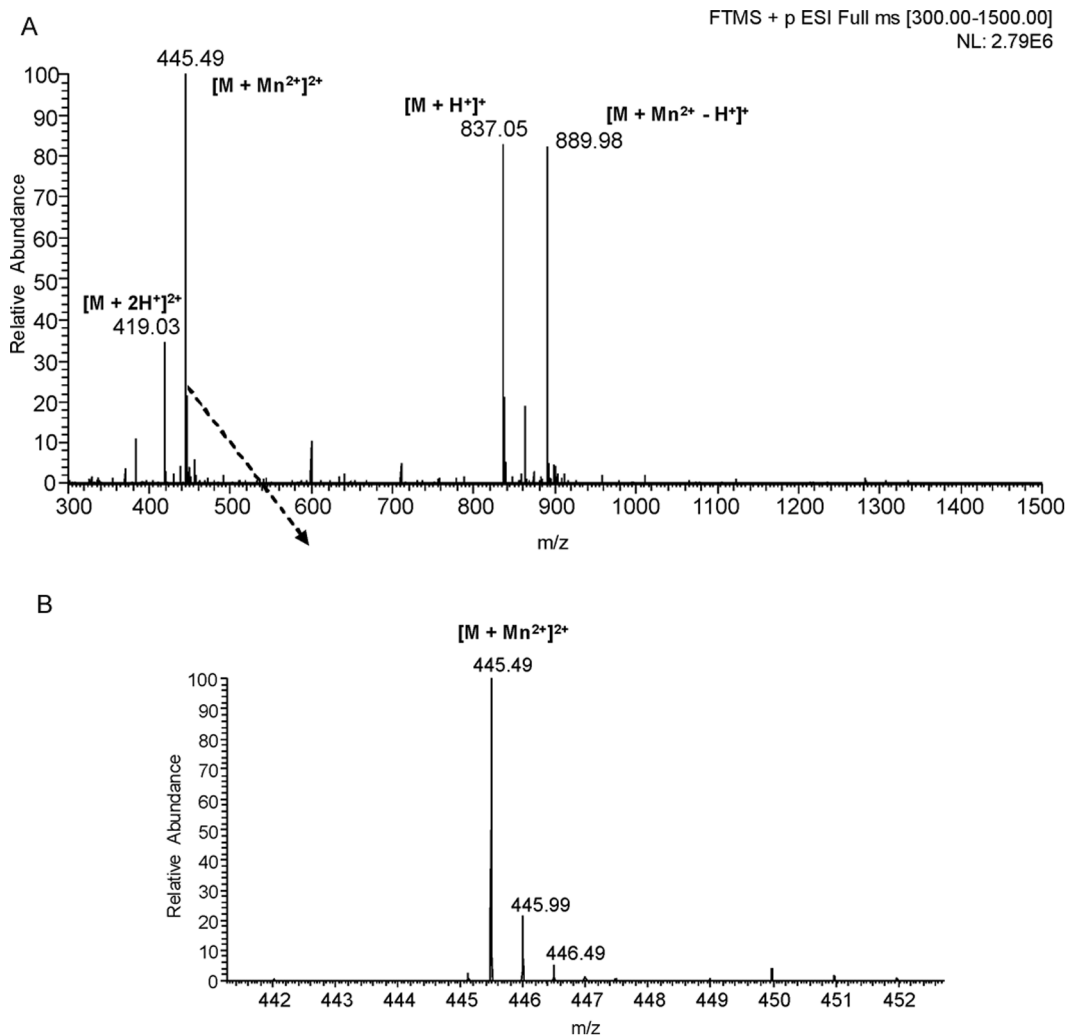 A
FTMS + p ESI Full ms [300.00-1500.00]
NL: 2.79E6
445.49
[M + Mn²⁺]²⁺
[M + H⁺]⁺
837.05
[M + Mn²⁺ - H⁺]⁺
889.98
[M + 2H⁺]²⁺
419.03
Relative Abundance
100
90
80
70
60
50
40
30
20
10
0
300 400 500 600 700 800 900 1000 1100 1200 1300 1400 1500
m/z
B
[M + Mn²⁺]²⁺
445.49
445.99
446.49
Relative Abundance
100
90
80
70
60
50
40
30
20
10
0
442 443 444 445 446 447 448 449 450 451 452
m/z